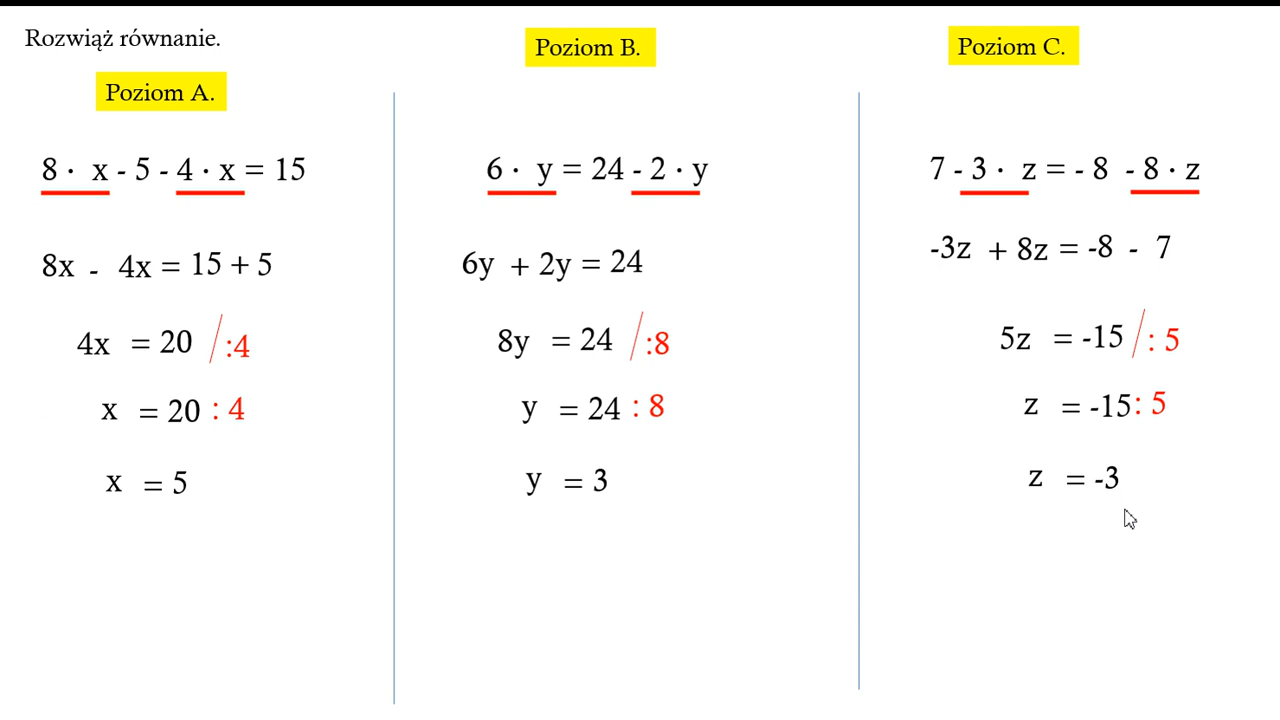 Rozwiąż równanie.
Poziom A.
8 · x - 5 - 4 · x = 15
8x - 4x = 15 + 5
4x = 20 /:4
x = 20 : 4
x = 5
Poziom B.
6 · y = 24 - 2 · y
6y + 2y = 24
8y = 24 /:8
y = 24 : 8
y = 3
Poziom C.
7 - 3 · z = - 8 - 8 · z
-3z + 8z = -8 - 7
5z = -15 /: 5
z = -15 : 5
z = -3